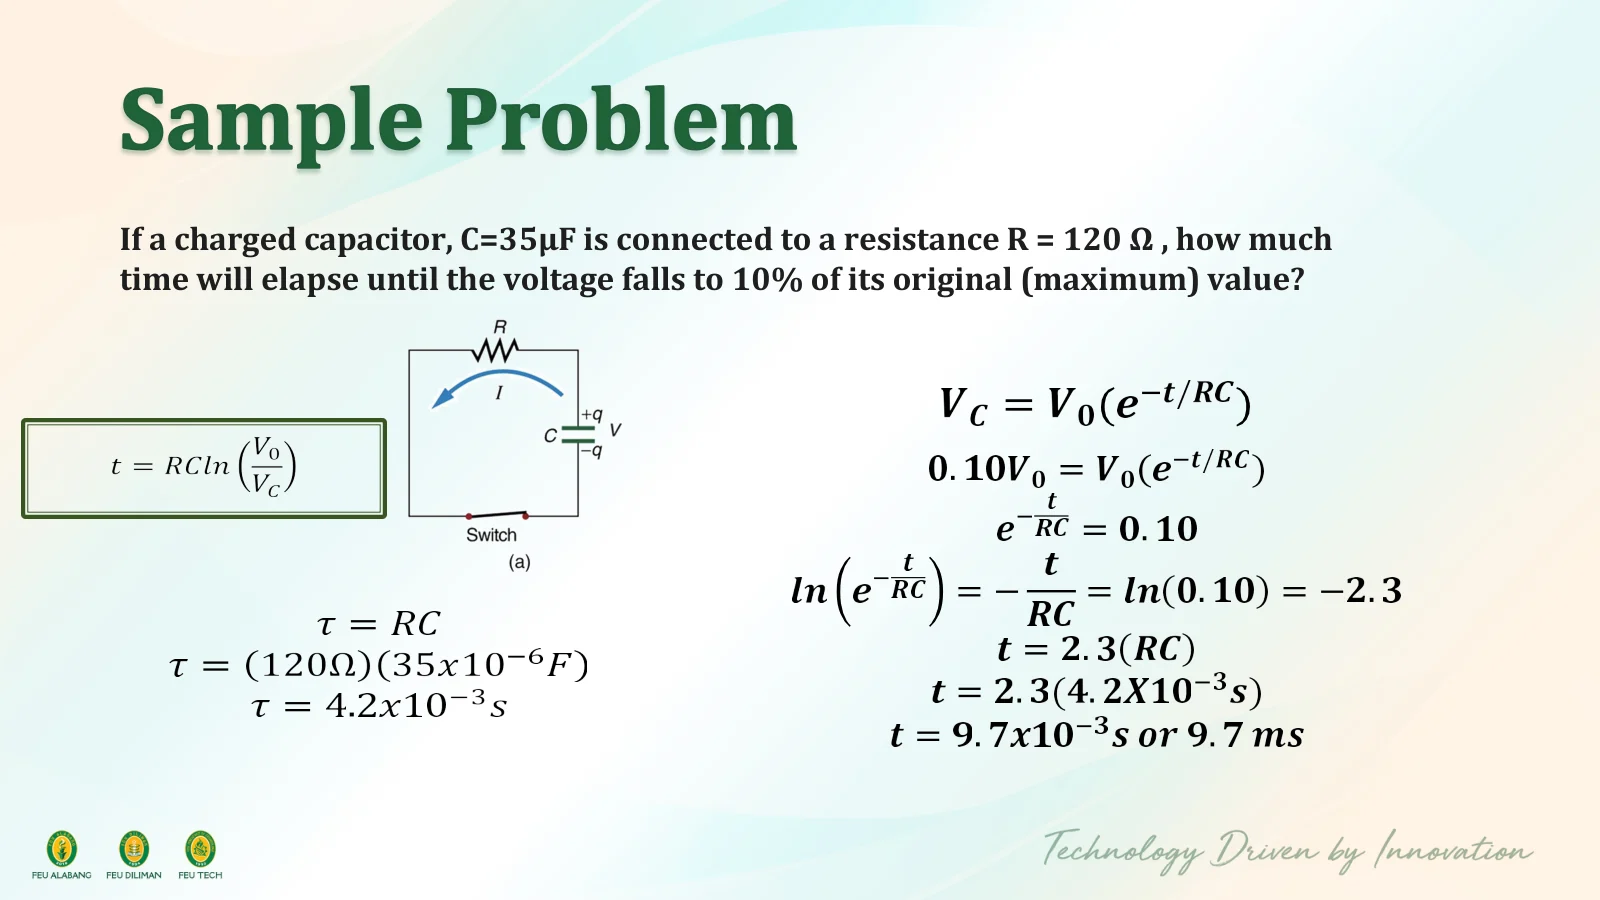 Sample Problem
If a charged capacitor, C=35µF is connected to a resistance R = 120 Ω , how much
time will elapse until the voltage falls to 10% of its original (maximum) value?
t = RCln (V₀/V_C)
R
I
+q
C
V
−q
Switch
(a)
τ = RC
τ = (120Ω)(35x10⁻⁶F)
τ = 4.2x10⁻³s
V_C = V₀(e^(−t/RC))
0.10V₀ = V₀(e^(−t/RC))
e^(−t/RC) = 0.10
ln(e^(−t/RC)) = −t/RC = ln(0.10) = −2.3
t = 2.3(RC)
t = 2.3(4.2X10⁻³s)
t = 9.7x10⁻³s or 9.7 ms
FEU ALABANG FEU DILIMAN FEU TECH
Technology Driven by Innovation